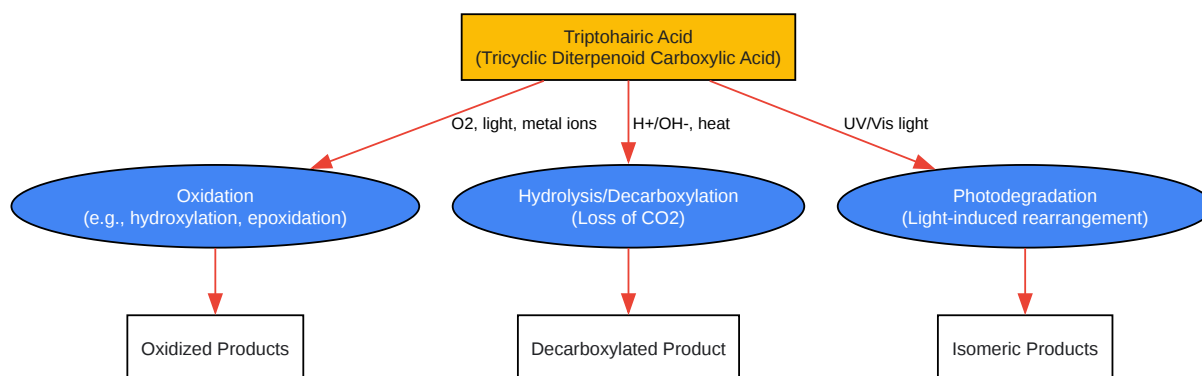 Triptohairic Acid
(Tricyclic Diterpenoid Carboxylic Acid)
O2, light, metal ions
H+/OH-, heat
UV/Vis light
Oxidation
(e.g., hydroxylation, epoxidation)
Hydrolysis/Decarboxylation
(Loss of CO2)
Photodegradation
(Light-induced rearrangement)
Oxidized Products
Decarboxylated Product
Isomeric Products